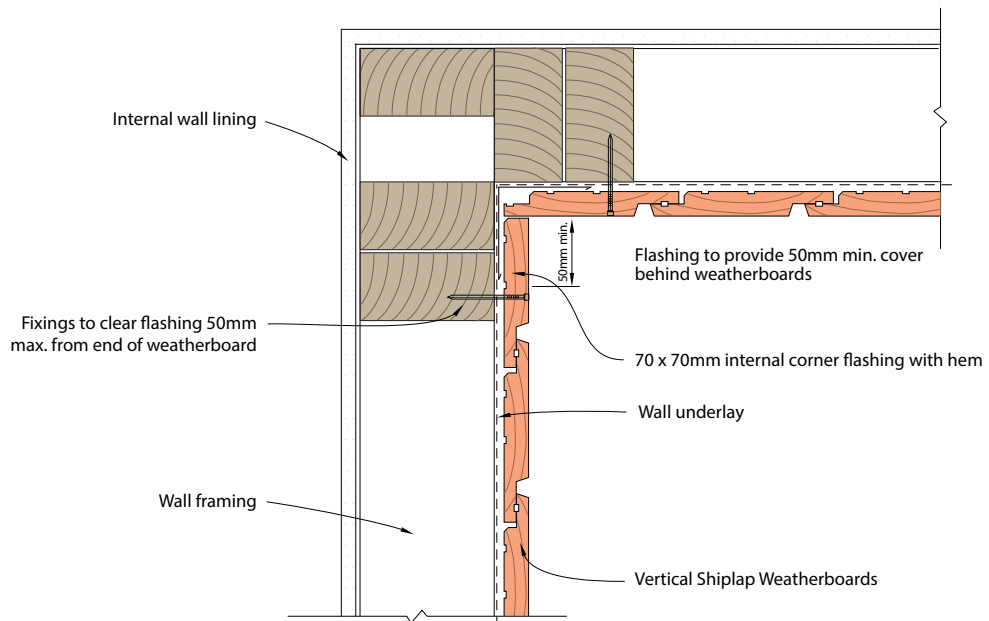 Internal wall lining
50mm min.
Flashing to provide 50mm min. cover
behind weatherboards
Fixings to clear flashing 50mm
max. from end of weatherboard
70 x 70mm internal corner flashing with hem
Wall underlay
Wall framing
Vertical Shiplap Weatherboards